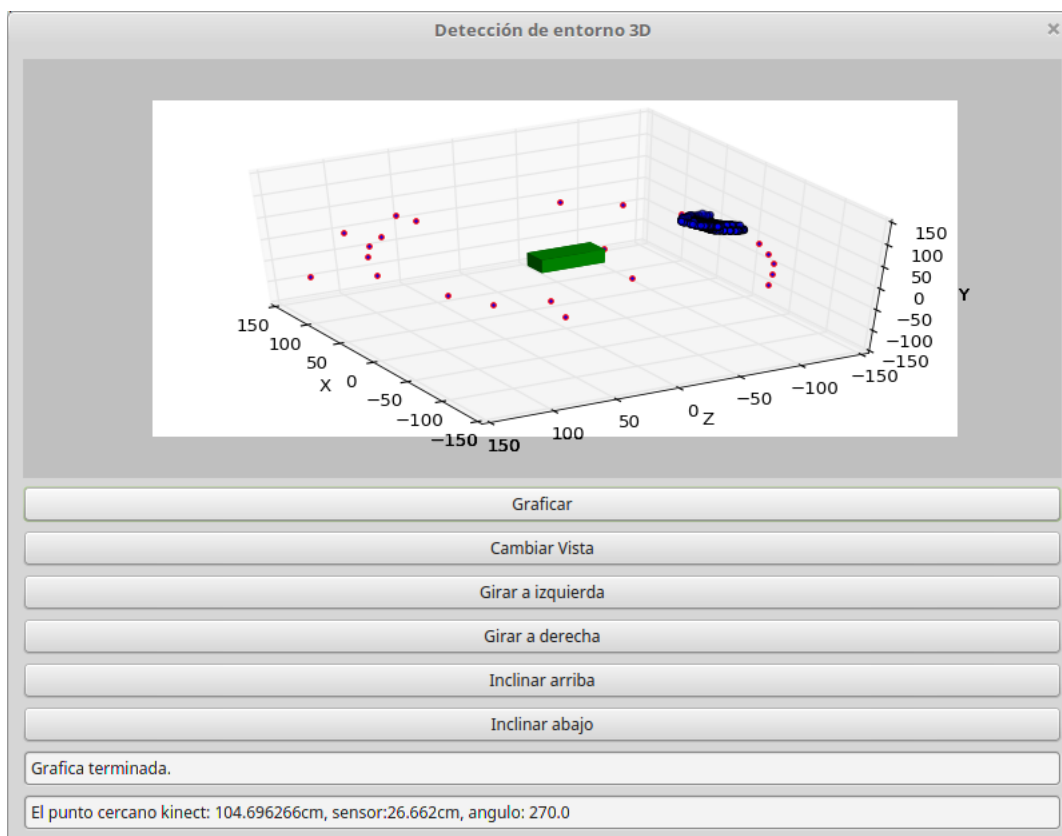 Detección de entorno 3D
×
150
100
50
0
−50
−100
−150
Y
150
100
50
X 0
−50
−100
−150
150
100
50
0 Z
−50
−100
−150
Graficar
Cambiar Vista
Girar a izquierda
Girar a derecha
Inclinar arriba
Inclinar abajo
Grafica terminada.
El punto cercano kinect: 104.696266cm, sensor:26.662cm, angulo: 270.0